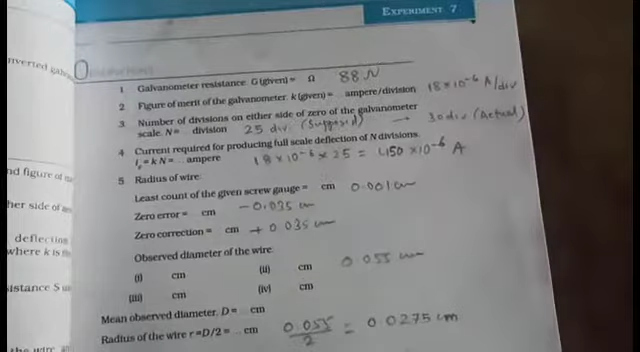 EXPERIMENT 7
nverted galv
OBSERVATIONS
1 Galvanometer resistance, G (given) = Ω 88 Ω
2 Figure of merit of the galvanometer, k (given) = ... ampere/division 18 × 10⁻⁶ A/div
3 Number of divisions on either side of zero of the galvanometer
scale, N = ... division 25 div. (Supposed) → 30 div (Actual)
4 Current required for producing full scale deflection of N divisions,
I_g = k N = ... ampere 18 × 10⁻⁶ × 25 = 450 × 10⁻⁶ A
nd figure of
5 Radius of wire:
Least count of the given screw gauge = ... cm 0.001 cm
her side of
Zero error = ... cm - 0.035 cm
Zero correction = ... cm + 0.035 cm
deflection
where k is the
Observed diameter of the wire:
(i) cm (ii) cm 0.055 cm
sistance S
(iii) cm (iv) cm
Mean observed diameter, D = ... cm
Radius of the wire r = D/2 = ... cm 0.055/2 = 0.0275 cm
the wire